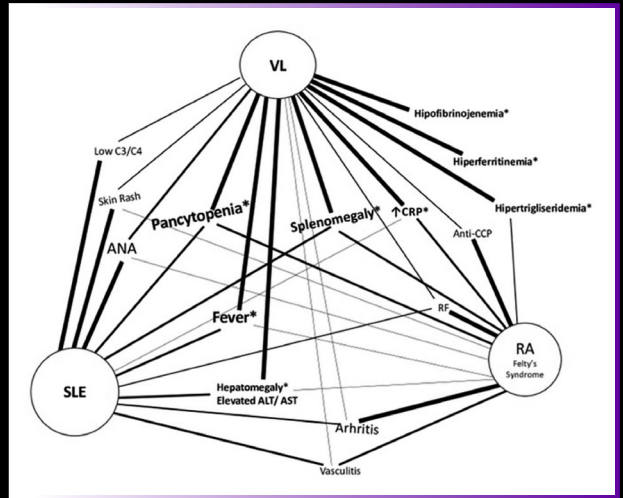 VL
Hipofibrinojenemia*
Low C3/C4
Hiperferritinemia*
Skin Rash
Pancytopenia*
Splenomegaly*
↑CRP*
Hipertrigliseridemia*
ANA
Anti-CCP
Fever*
RF
RA
Felty's
Syndrome
SLE
Hepatomegaly*
Elevated ALT/ AST
Arhritis
Vasculitis